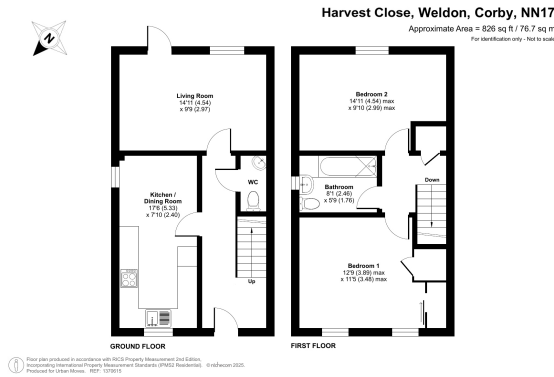 Harvest Close, Weldon, Corby, NN17
Approximate Area = 826 sq ft / 76.7 sq m
For identification only - Not to scale
N
Living Room
14'11 (4.54)
x 9'9 (2.97)
Kitchen /
Dining Room
17'6 (5.33)
x 7'10 (2.40)
WC
Up
GROUND FLOOR
Bedroom 2
14'11 (4.54) max
x 9'10 (2.99) max
Bathroom
8'1 (2.46)
x 5'9 (1.76)
Down
Bedroom 1
12'9 (3.89) max
x 11'5 (3.48) max
FIRST FLOOR
Floor plan produced in accordance with RICS Property Measurement 2nd Edition,
Incorporating International Property Measurement Standards (IPMS2 Residential). © nichecom 2025.
Produced for Urban Moves. REF: 1370815